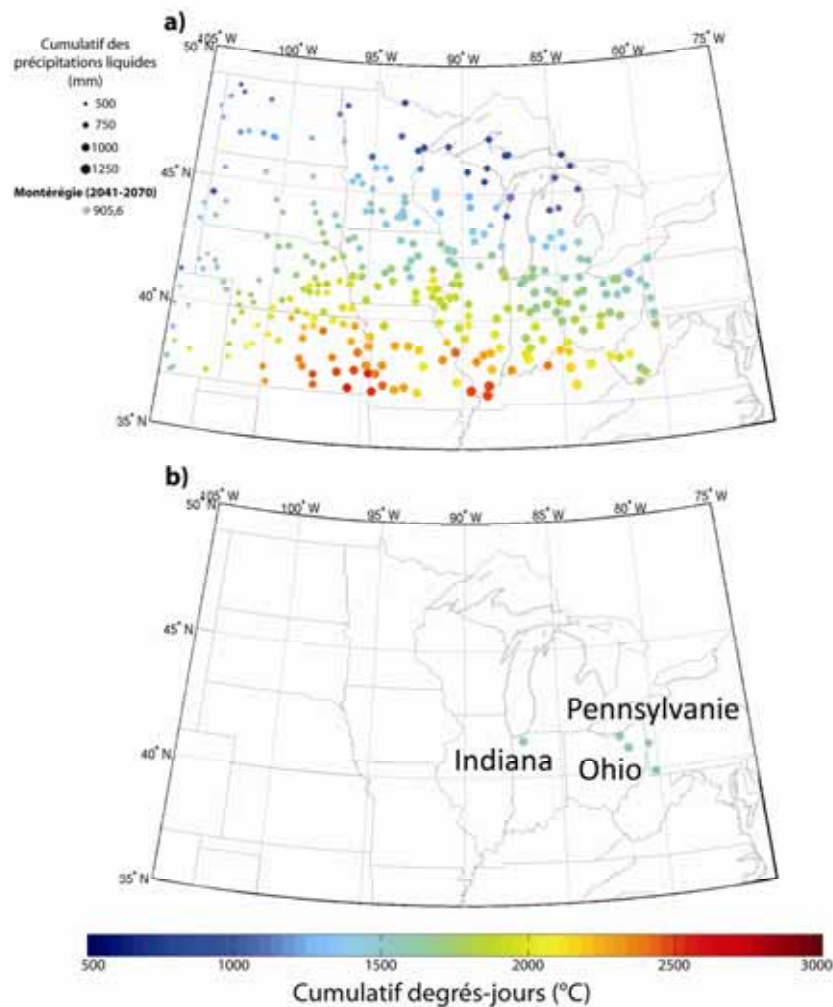 a)
Cumulatif des
précipitations liquides
(mm)
500
750
1000
1250
Montérégie (2041-2070)
905,6
105° W
100° W
95° W
90° W
85° W
80° W
75° W
50° N
45° N
40° N
35° N
b)
105° W
100° W
95° W
90° W
85° W
80° W
75° W
50° N
45° N
40° N
35° N
Pennsylvanie
Indiana
Ohio
500
1000
1500
2000
2500
3000
Cumulatif degrés-jours (°C)